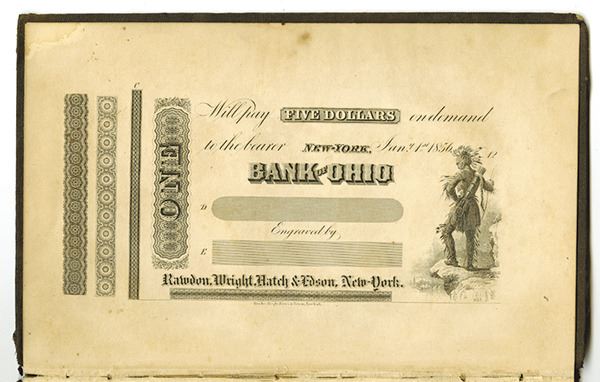 C
Will pay FIVE DOLLARS on demand
to the bearer NEW-YORK, Jan.y 1st 1856,
BANK OF OHIO
ONE
D
Engraved by,
E
Rawdon, Wright, Hatch & Edson, New-York.